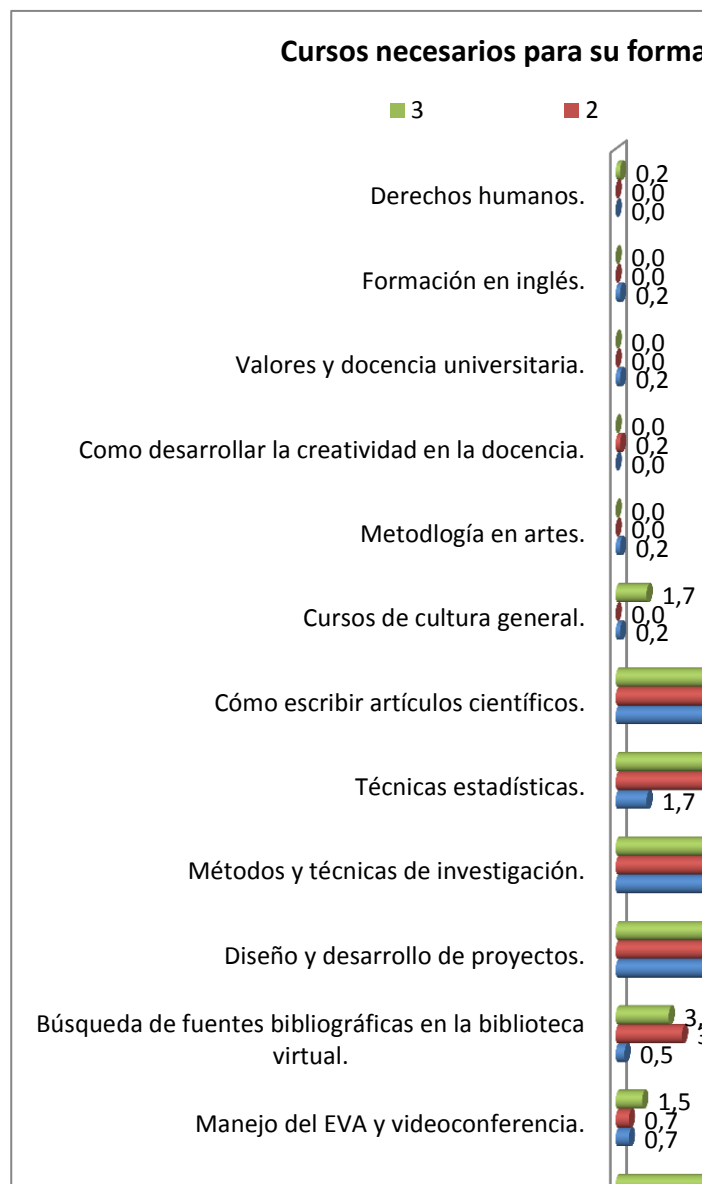 Cursos necesarios para su forma
3 2
Derechos humanos.
0,2
0,0
0,0
Formación en inglés.
0,0
0,0
0,2
Valores y docencia universitaria.
0,0
0,0
0,2
Como desarrollar la creatividad en la docencia.
0,0
0,2
0,0
Metodlogía en artes.
0,0
0,0
0,2
Cursos de cultura general.
1,7
0,0
0,2
Cómo escribir artículos científicos.
Técnicas estadísticas.
1,7
Métodos y técnicas de investigación.
Diseño y desarrollo de proyectos.
Búsqueda de fuentes bibliográficas en la biblioteca
virtual.
3,
0,5
Manejo del EVA y videoconferencia.
1,5
0,7
0,7